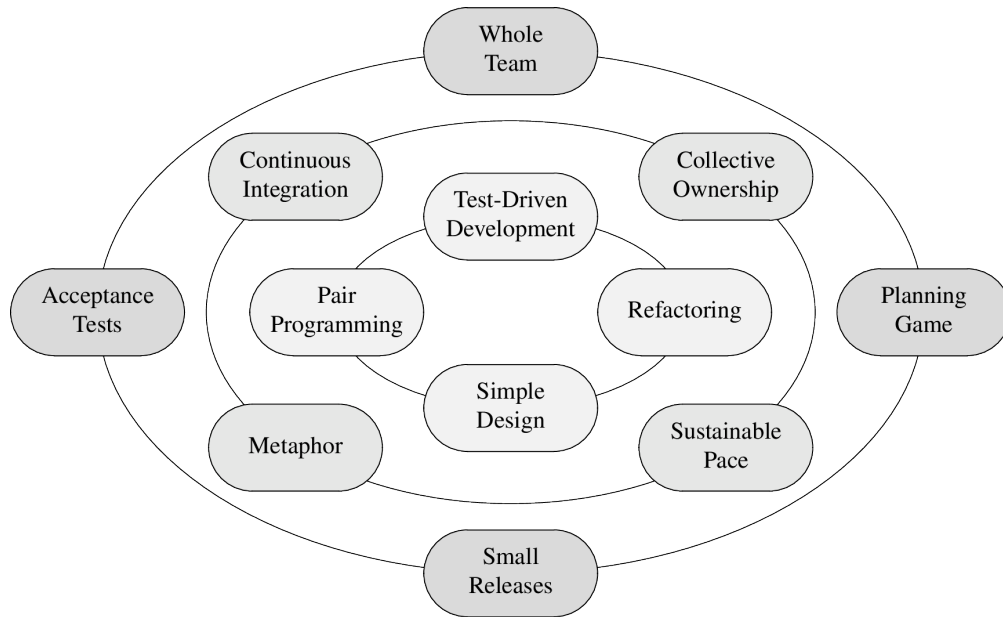 Whole
Team
Continuous
Integration
Collective
Ownership
Test-Driven
Development
Acceptance
Tests
Pair
Programming
Refactoring
Planning
Game
Simple
Design
Metaphor
Sustainable
Pace
Small
Releases